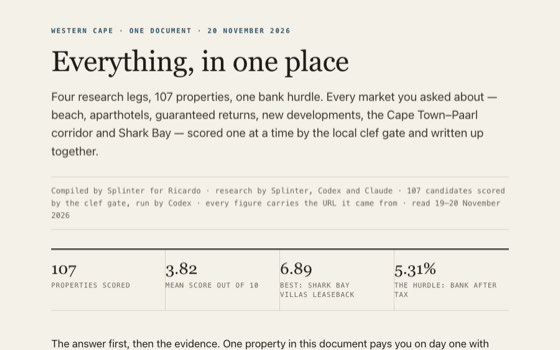 WESTERN CAPE · ONE DOCUMENT · 20 NOVEMBER 2026
Everything, in one place
Four research legs, 107 properties, one bank hurdle. Every market you asked about —
beach, aparthotels, guaranteed returns, new developments, the Cape Town–Paarl
corridor and Shark Bay — scored one at a time by the local clef gate and written up
together.
Compiled by Splinter for Ricardo · research by Splinter, Codex and Claude · 107 candidates scored
by the clef gate, run by Codex · every figure carries the URL it came from · read 19–20 November
2026
107
PROPERTIES SCORED
3.82
MEAN SCORE OUT OF 10
6.89
BEST: SHARK BAY
VILLAS LEASEBACK
5.31%
THE HURDLE: BANK AFTER
TAX
The answer first, then the evidence. One property in this document pays you on day one with